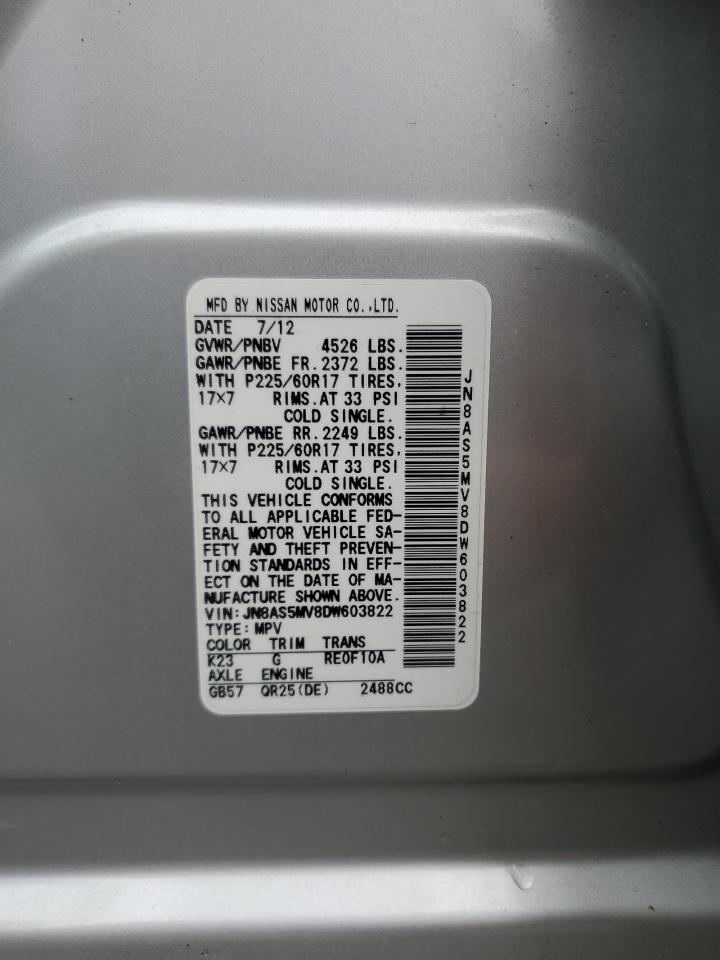 MFD BY NISSAN MOTOR CO.,LTD.
DATE 7/12
GVWR/PNBV 4526 LBS.
GAWR/PNBE FR. 2372 LBS.
WITH P225/60R17 TIRES,
17×7 RIMS. AT 33 PSI
COLD SINGLE.
GAWR/PNBE RR. 2249 LBS.
WITH P225/60R17 TIRES,
17×7 RIMS. AT 33 PSI
COLD SINGLE.
THIS VEHICLE CONFORMS
TO ALL APPLICABLE FED-
ERAL MOTOR VEHICLE SA-
FETY AND THEFT PREVEN-
TION STANDARDS IN EFF-
ECT ON THE DATE OF MA-
NUFACTURE SHOWN ABOVE.
VIN:JN8AS5MV8DW603822
TYPE:MPV
COLOR TRIM TRANS
K23 G RE0F10A
AXLE ENGINE
GB57 QR25(DE) 2488CC
JN8AS5MV8DW603822